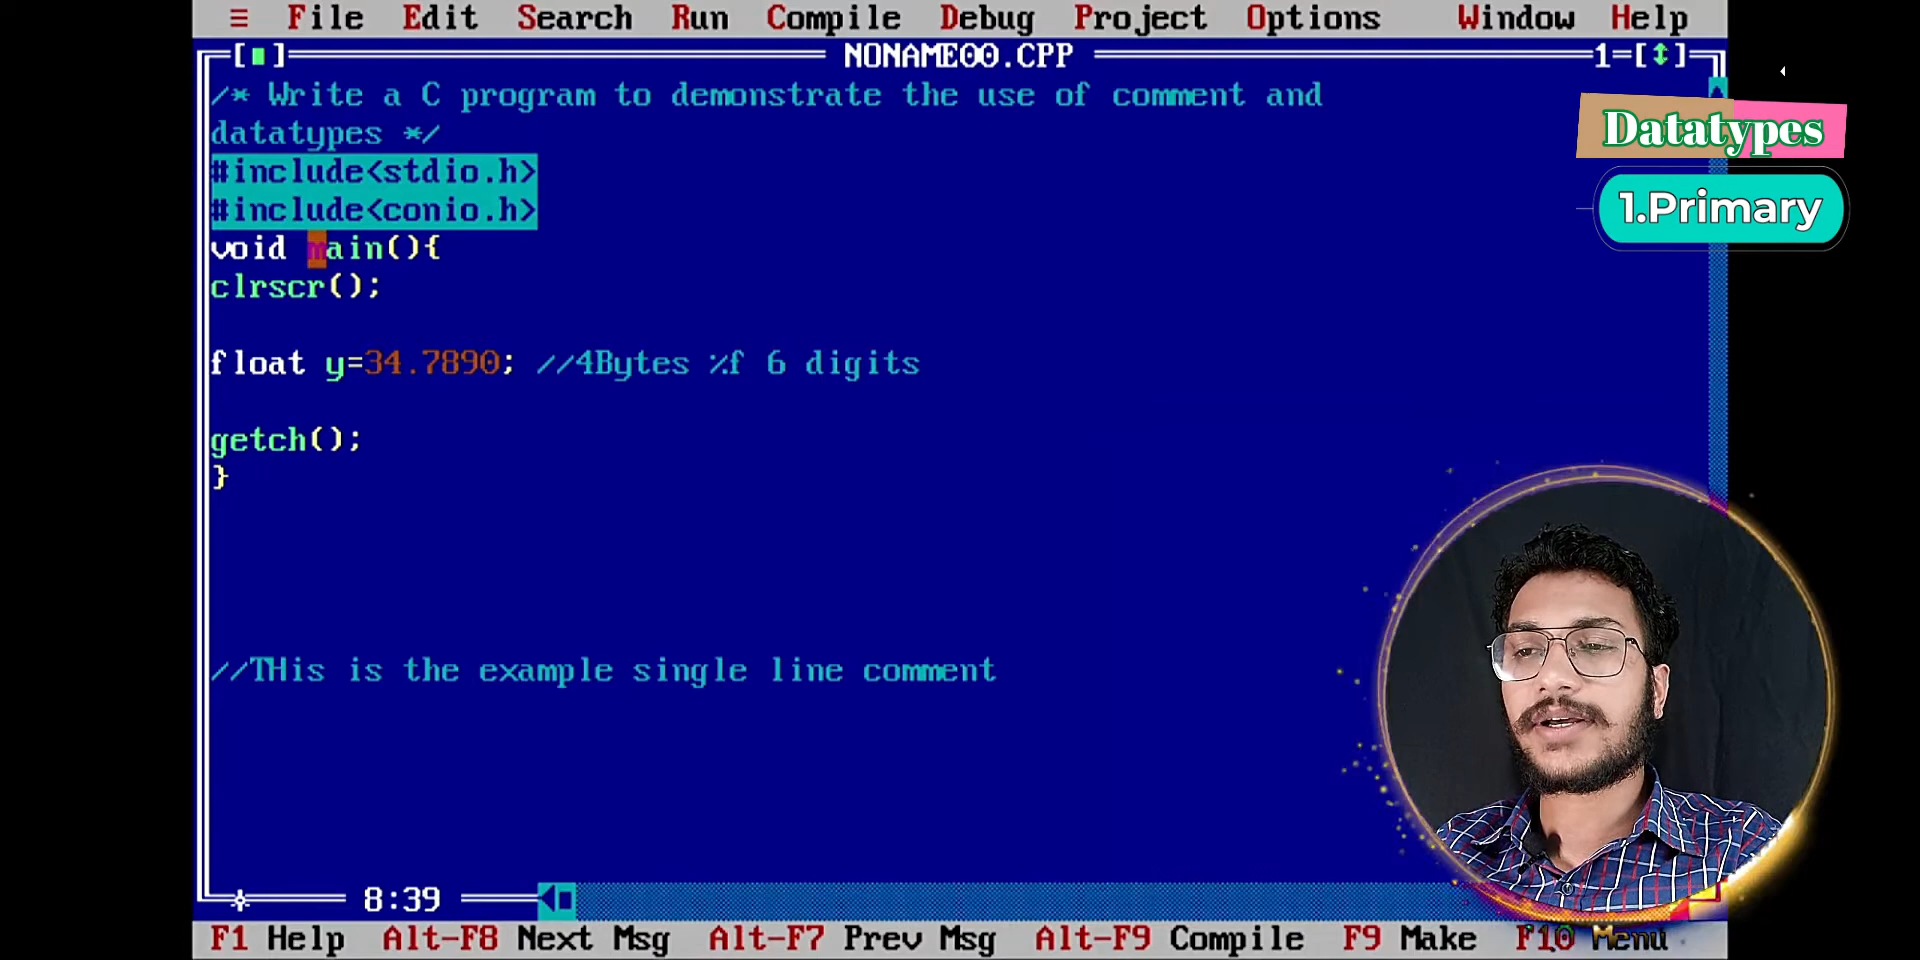 ≡ File Edit Search Run Compile Debug Project Options Window Help
[■] NONAME00.CPP 1=[↕]
/* Write a C program to demonstrate the use of comment and
datatypes */
#include<stdio.h>
#include<conio.h>
void main(){
clrscr();
float y=34.7890; //4Bytes %f 6 digits
getch();
}
//THis is the example single line comment
8:39
F1 Help Alt-F8 Next Msg Alt-F7 Prev Msg Alt-F9 Compile F9 Make F10 Menu
Datatypes
1.Primary